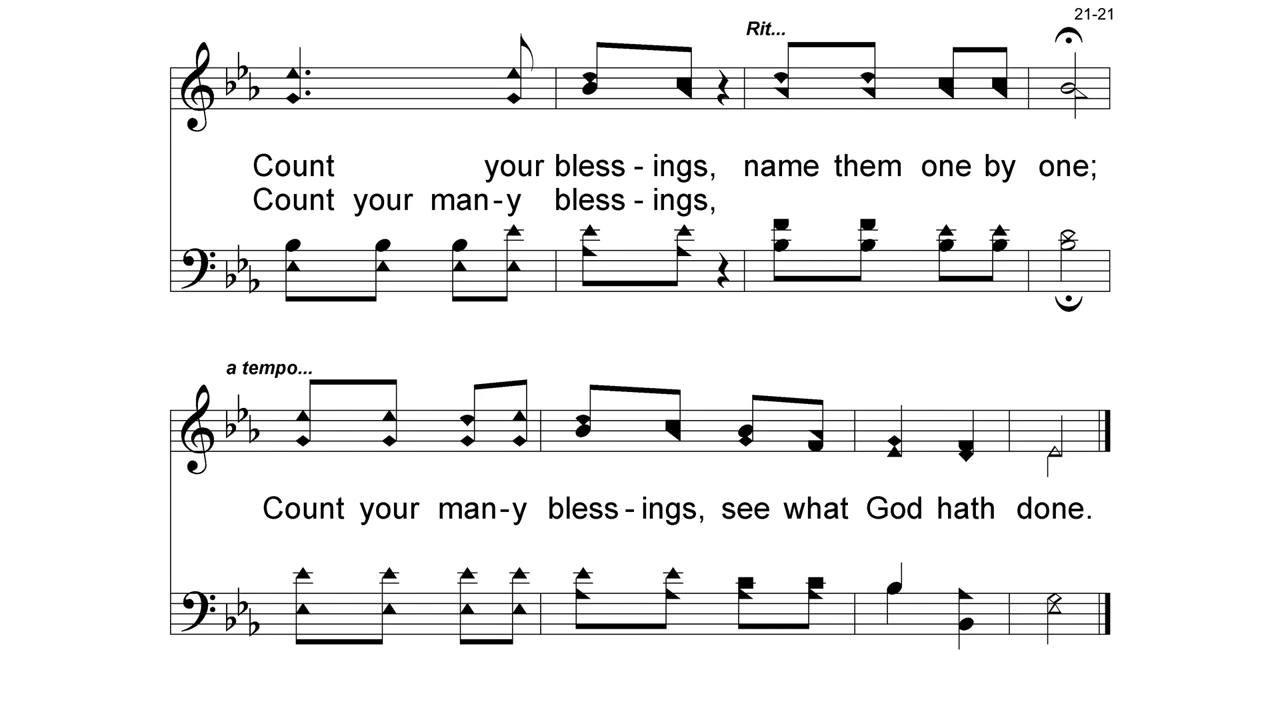 21-21
Rit...
Count your bless - ings, name them one by one;
Count your man - y bless - ings,
a tempo...
Count your man - y bless - ings, see what God hath done.